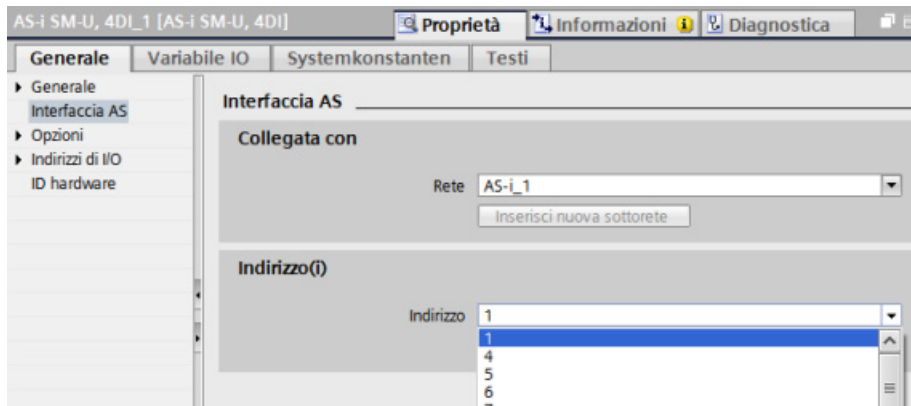 AS-i SM-U, 4DI_1 [AS-i SM-U, 4DI]
Proprietà
Informazioni
Diagnostica
Generale
Variabile IO
Systemkonstanten
Testi
Generale
Interfaccia AS
Opzioni
Indirizzi di I/O
ID hardware
Interfaccia AS
Collegata con
Rete AS-i_1
Inserisci nuova sottorete
Indirizzo(i)
Indirizzo 1
1
4
5
6